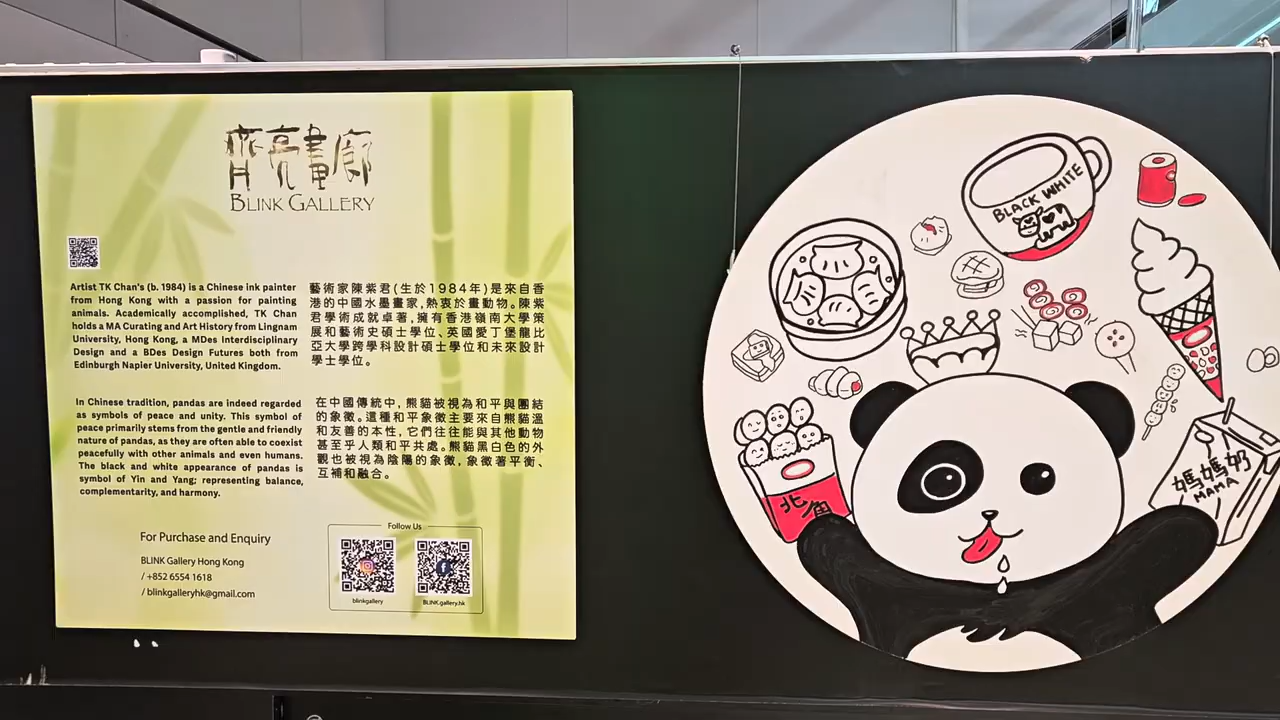 齊亮畫廊
BLINK GALLERY
Artist TK Chan's (b. 1984) is a Chinese ink painter
from Hong Kong with a passion for painting
animals. Academically accomplished, TK Chan
holds a MA Curating and Art History from Lingnam
University, Hong Kong, a MDes Interdisciplinary
Design and a BDes Design Futures both from
Edinburgh Napier University, United Kingdom.
藝術家陳紫君(生於1984年)是來自香
港的中國水墨畫家,熱衷於畫動物。陳紫
君學術成就卓著,擁有香港嶺南大學策
展和藝術史碩士學位、英國愛丁堡龍比
亞大學跨學科設計碩士學位和未來設計
學士學位。
In Chinese tradition, pandas are indeed regarded
as symbols of peace and unity. This symbol of
peace primarily stems from the gentle and friendly
nature of pandas, as they are often able to coexist
peacefully with other animals and even humans.
The black and white appearance of pandas is
symbol of Yin and Yang; representing balance,
complementarity, and harmony.
在中國傳統中, 熊貓被視為和平與團結
的象徵。這種和平象徵主要來自熊貓溫
和友善的本性, 它們往往能與其他動物
甚至乎人類和平共處。熊貓黑白色的外
觀也被視為陰陽的象徵, 象徵著平衡、
互補和融合。
For Purchase and Enquiry
BLINK Gallery Hong Kong
/ +852 6554 1618
/ blinkgalleryhk@gmail.com
Follow Us
blinkgallery
BLINK.gallery.hk
BLACK WHITE
北角
媽媽奶
MAMA